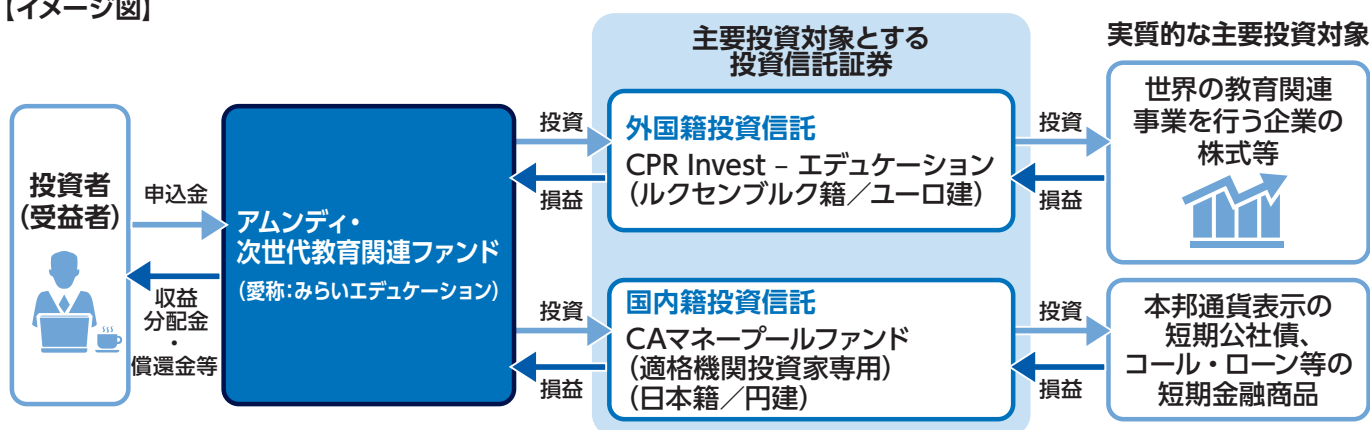 【イメージ図】
主要投資対象とする
投資信託証券
実質的な主要投資対象
投資者
(受益者)
申込金
収益
分配金
・
償還金等
アムンディ・
次世代教育関連ファンド
(愛称:みらいエデュケーション)
投資
損益
外国籍投資信託
CPR Invest – エデュケーション
(ルクセンブルク籍/ユーロ建)
投資
損益
世界の教育関連
事業を行う企業の
株式等
投資
損益
国内籍投資信託
CAマネープールファンド
(適格機関投資家専用)
(日本籍/円建)
投資
損益
本邦通貨表示の
短期公社債、
コール・ローン等の
短期金融商品